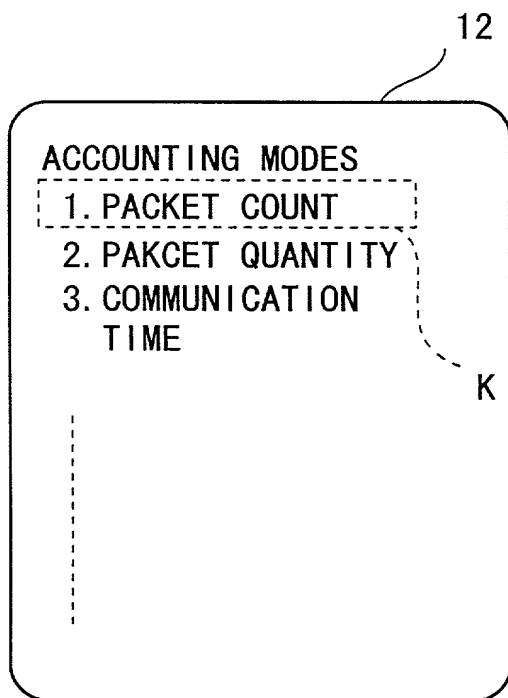 12
ACCOUNTING MODES
1. PACKET COUNT
2. PAKCET QUANTITY
3. COMMUNICATION
TIME
K